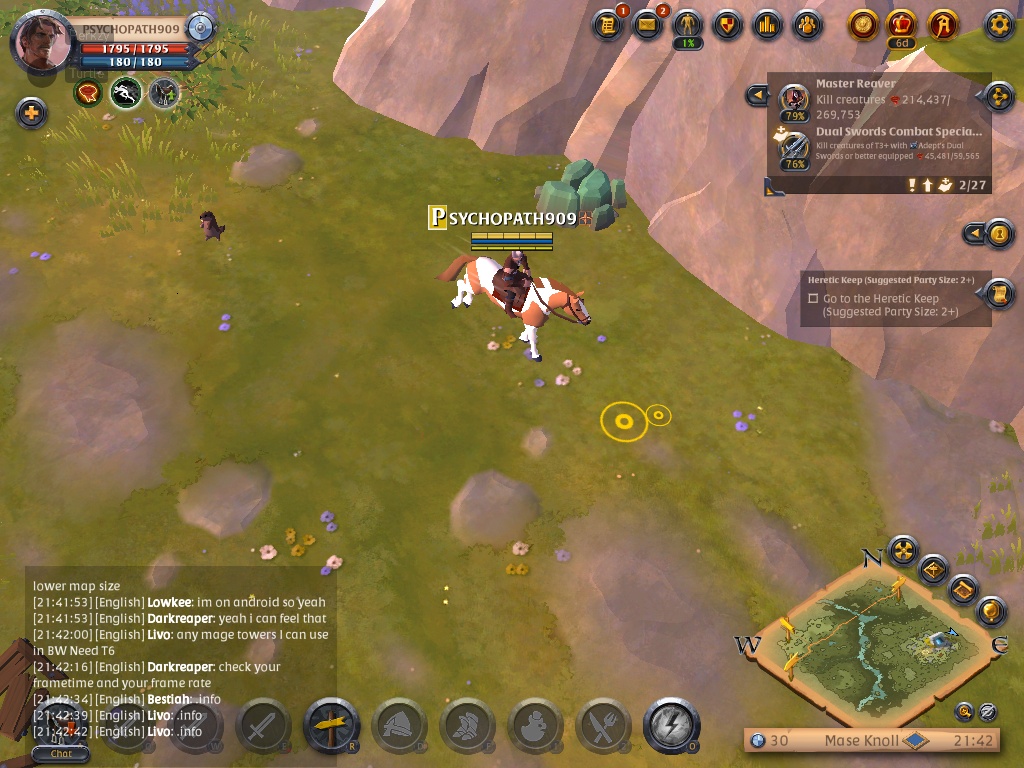 PSYCHOPATH909
1795/1795
180/180
Turtle
1
2
1%
6d
Master Reaver
Kill creatures 214,437/
269,753
79%
Dual Swords Combat Specia...
Kill creatures of T3+ with Adept's Dual
Swords or better equipped 45,481/59,565
76%
2/27
PSYCHOPATH909
Heretic Keep (Suggested Party Size: 2+)
Go to the Heretic Keep
(Suggested Party Size: 2+)
lower map size
[21:41:53] [English] Lowkee: im on android so yeah
[21:41:53] [English] Darkreaper: yeah i can feel that
[21:42:00] [English] Livo: any mage towers I can use
in BW Need T6
[21:42:16] [English] Darkreaper: check your
frametime and your frame rate
[21:42:34] [English] Bestiah: .info
[21:42:39] [English] Livo: .info
[21:42:42] [English] Livo: .info
Chat
W
E
R
D
F
O
N
W
E
30 Mase Knoll 21:42